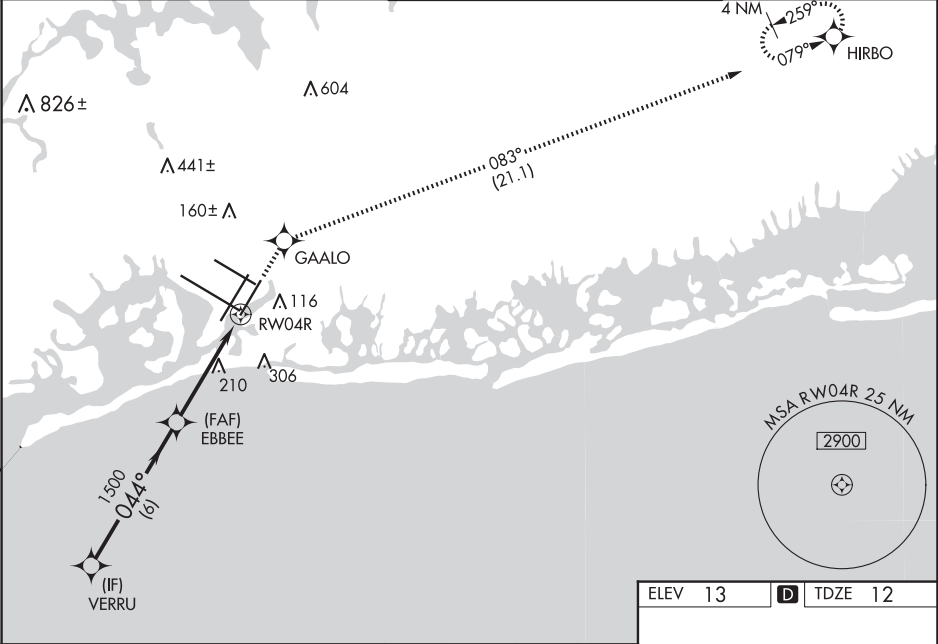 4 NM
259°
079°
HIRBO
604
826±
441±
083°
(21.1)
160±
GAALO
116
RW04R
210
306
(FAF)
EBBEE
MSA RW04R 25 NM
2900
1500
044°
(6)
(IF)
VERRU
ELEV 13 D TDZE 12